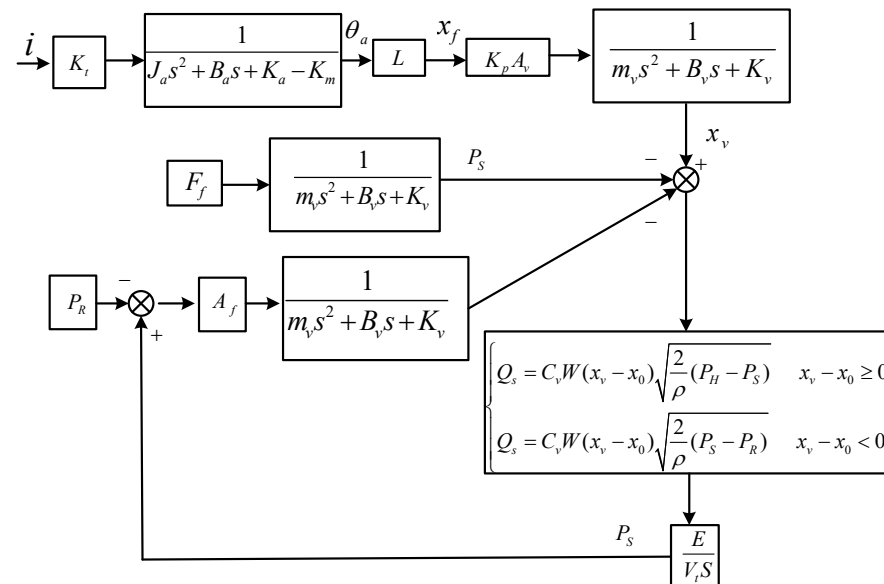 i
K_t
1
J_a s^2 + B_a s + K_a − K_m
θ_a
L
x_f
K_p A_v
1
m_v s^2 + B_v s + K_v
x_v
F_f
1
m_v s^2 + B_v s + K_v
P_S
−
+
−
P_R
−
+
A_f
1
m_v s^2 + B_v s + K_v
Q_s = C_v W(x_v − x_0)√(2/ρ (P_H − P_S)) x_v − x_0 ≥ 0
Q_s = C_v W(x_v − x_0)√(2/ρ (P_S − P_R)) x_v − x_0 < 0
P_S
E
V_t S